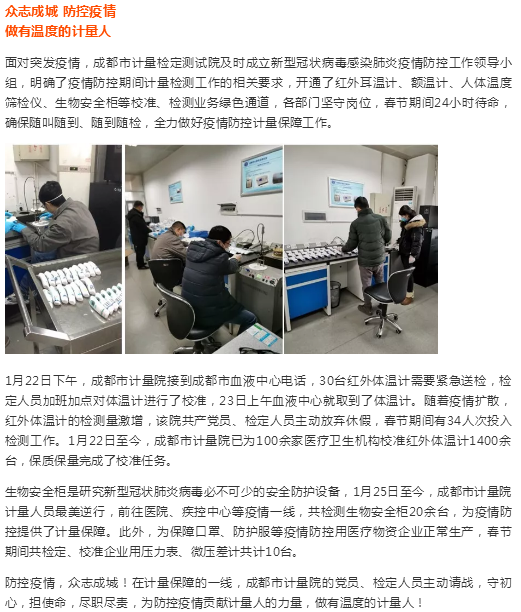 众志成城 防控疫情
做有温度的计量人
面对突发疫情，成都市计量检定测试院及时成立新型冠状病毒感染肺炎疫情防控工作领导小
组，明确了疫情防控期间计量检测工作的相关要求，开通了红外耳温计、额温计、人体温度
筛检仪、生物安全柜等校准、检测业务绿色通道，各部门坚守岗位，春节期间24小时待命，
确保随叫随到、随到随检，全力做好疫情防控计量保障工作。
1月22日下午，成都市计量院接到成都市血液中心电话，30台红外体温计需要紧急送检，检
定人员加班加点对体温计进行了校准，23日上午血液中心就取到了体温计。随着疫情扩散，
红外体温计的检测量激增，该院共产党员、检定人员主动放弃休假，春节期间有34人次投入
检测工作。1月22日至今，成都市计量院已为100余家医疗卫生机构校准红外体温计1400余
台，保质保量完成了校准任务。
生物安全柜是研究新型冠状肺炎病毒必不可少的安全防护设备，1月25日至今，成都市计量院
计量人员最美逆行，前往医院、疾控中心等疫情一线，共检测生物安全柜20余台，为疫情防
控提供了计量保障。此外，为保障口罩、防护服等疫情防控用医疗物资企业正常生产，春节
期间共检定、校准企业用压力表、微压差计共计10台。
防控疫情，众志成城！在计量保障的一线，成都市计量院的党员、检定人员主动请战，守初
心，担使命，尽职尽责，为防控疫情贡献计量人的力量，做有温度的计量人！